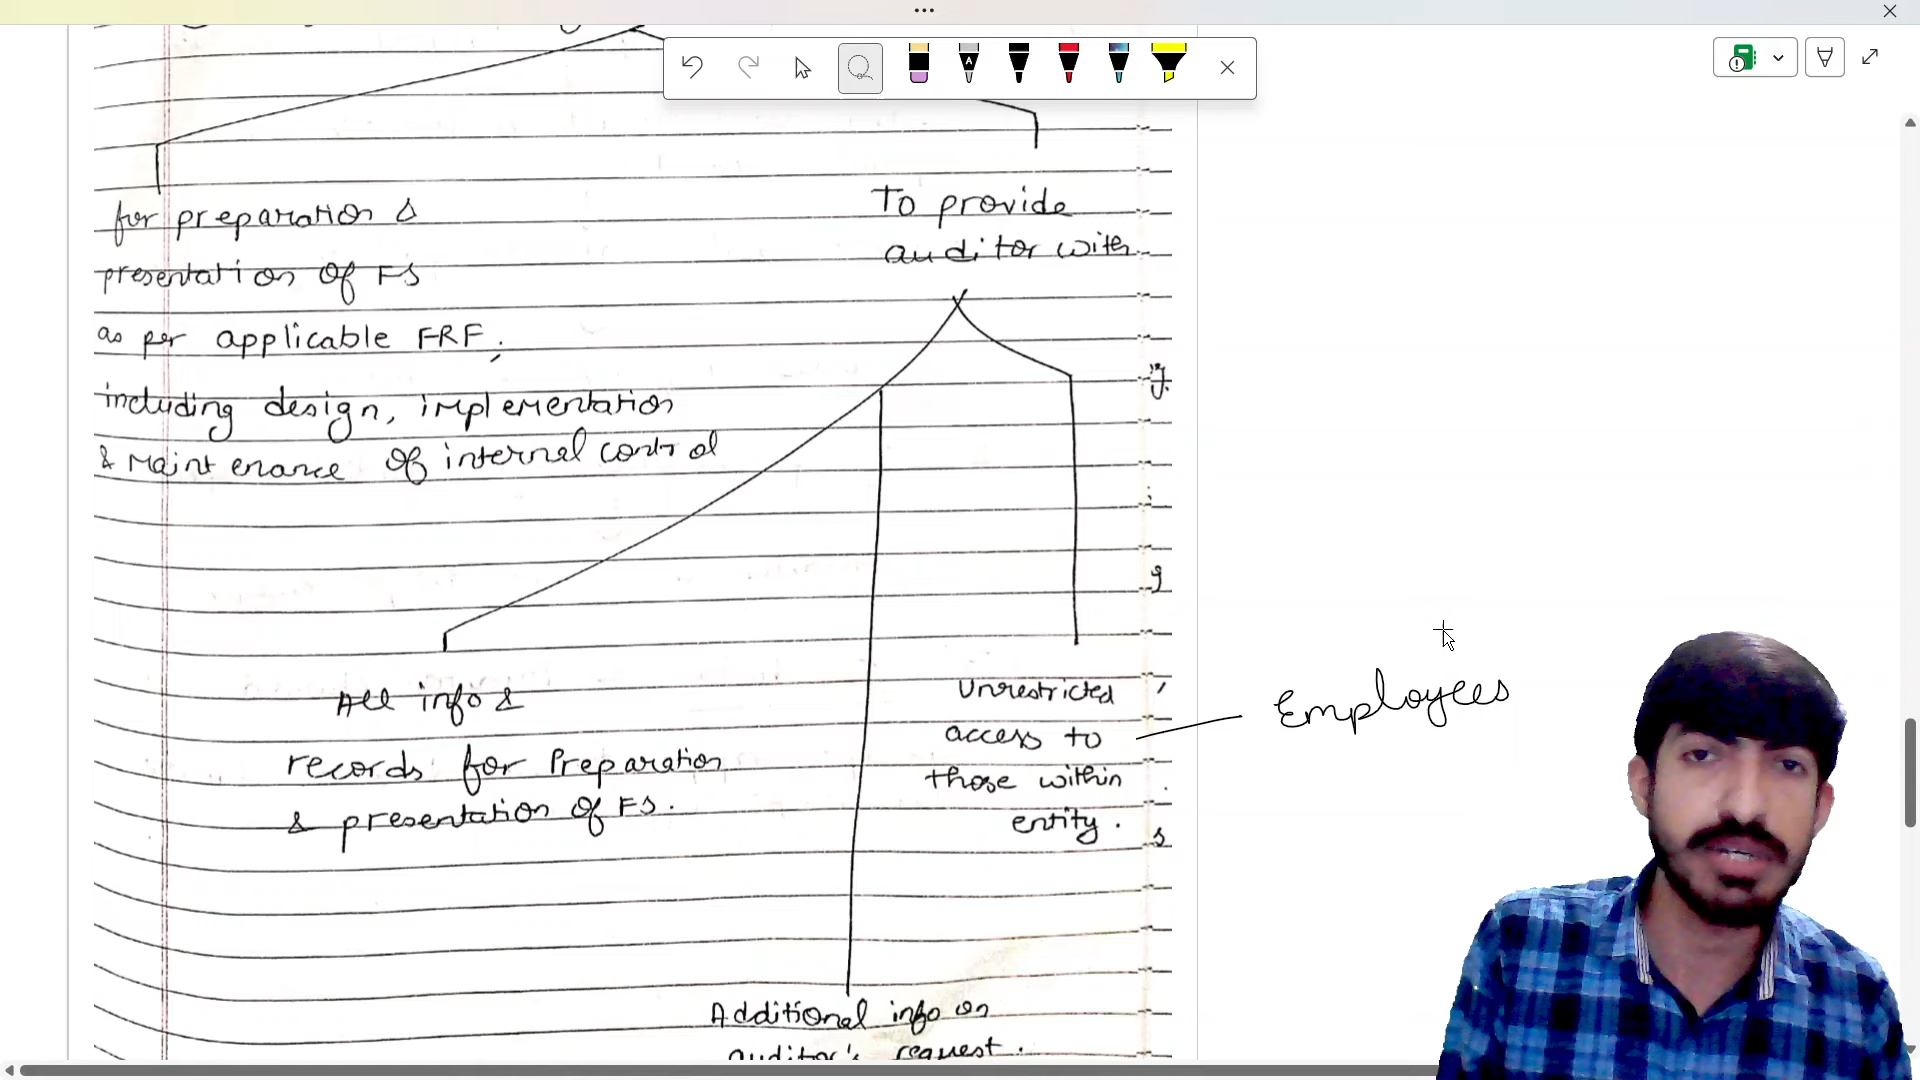 for preparation &
presentation of FS
as per applicable FRF,
including design, implementation
& maintenance of internal control
To provide
auditor with
All info &
records for Preparation
& presentation of FS.
Unrestricted
access to
those within
entity.
Employees
Additional info on
auditor's request.